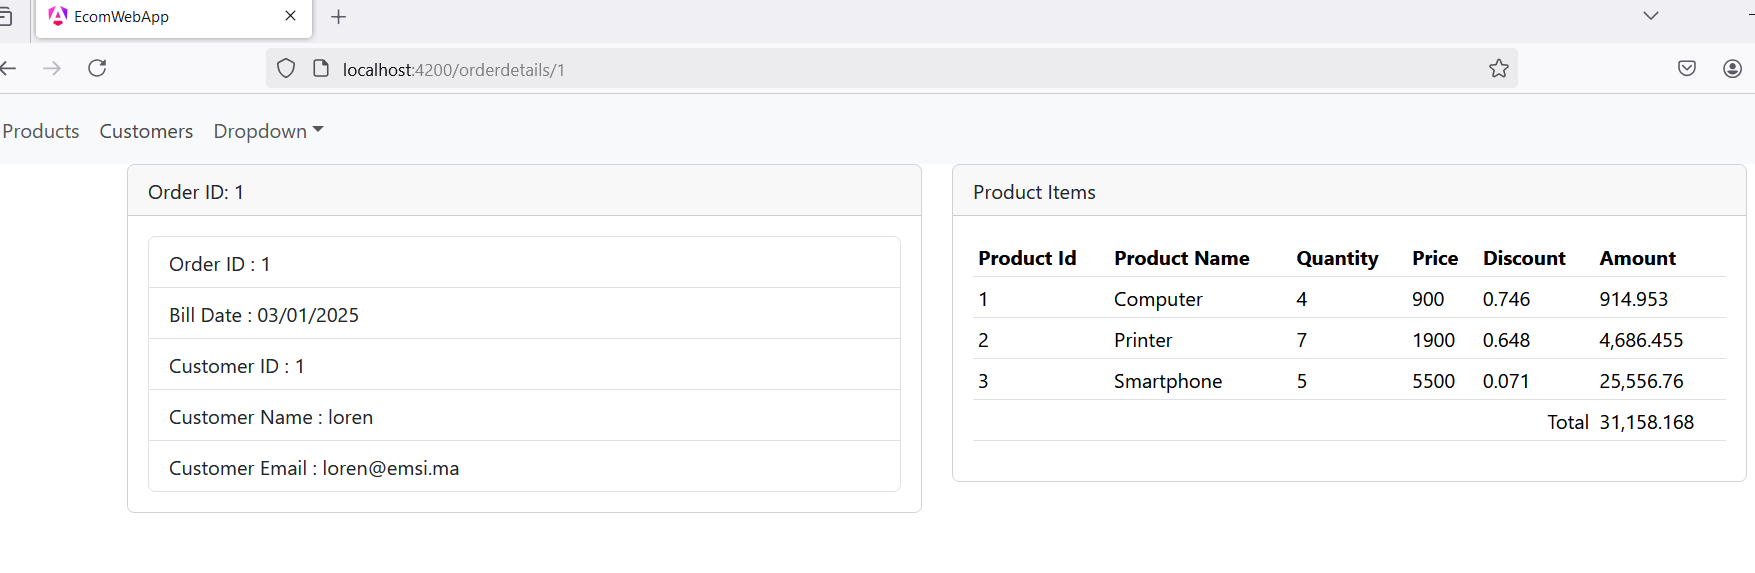 EcomWebApp
localhost:4200/orderdetails/1
Products Customers Dropdown
Order ID: 1
Order ID : 1
Bill Date : 03/01/2025
Customer ID : 1
Customer Name : loren
Customer Email : loren@emsi.ma
Product Items
Product Id Product Name Quantity Price Discount Amount
1 Computer 4 900 0.746 914.953
2 Printer 7 1900 0.648 4,686.455
3 Smartphone 5 5500 0.071 25,556.76
Total 31,158.168